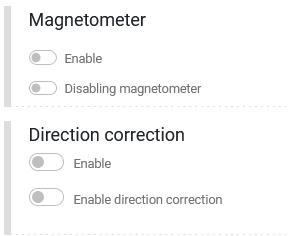 Magnetometer
Enable
Disabling magnetometer
Direction correction
Enable
Enable direction correction